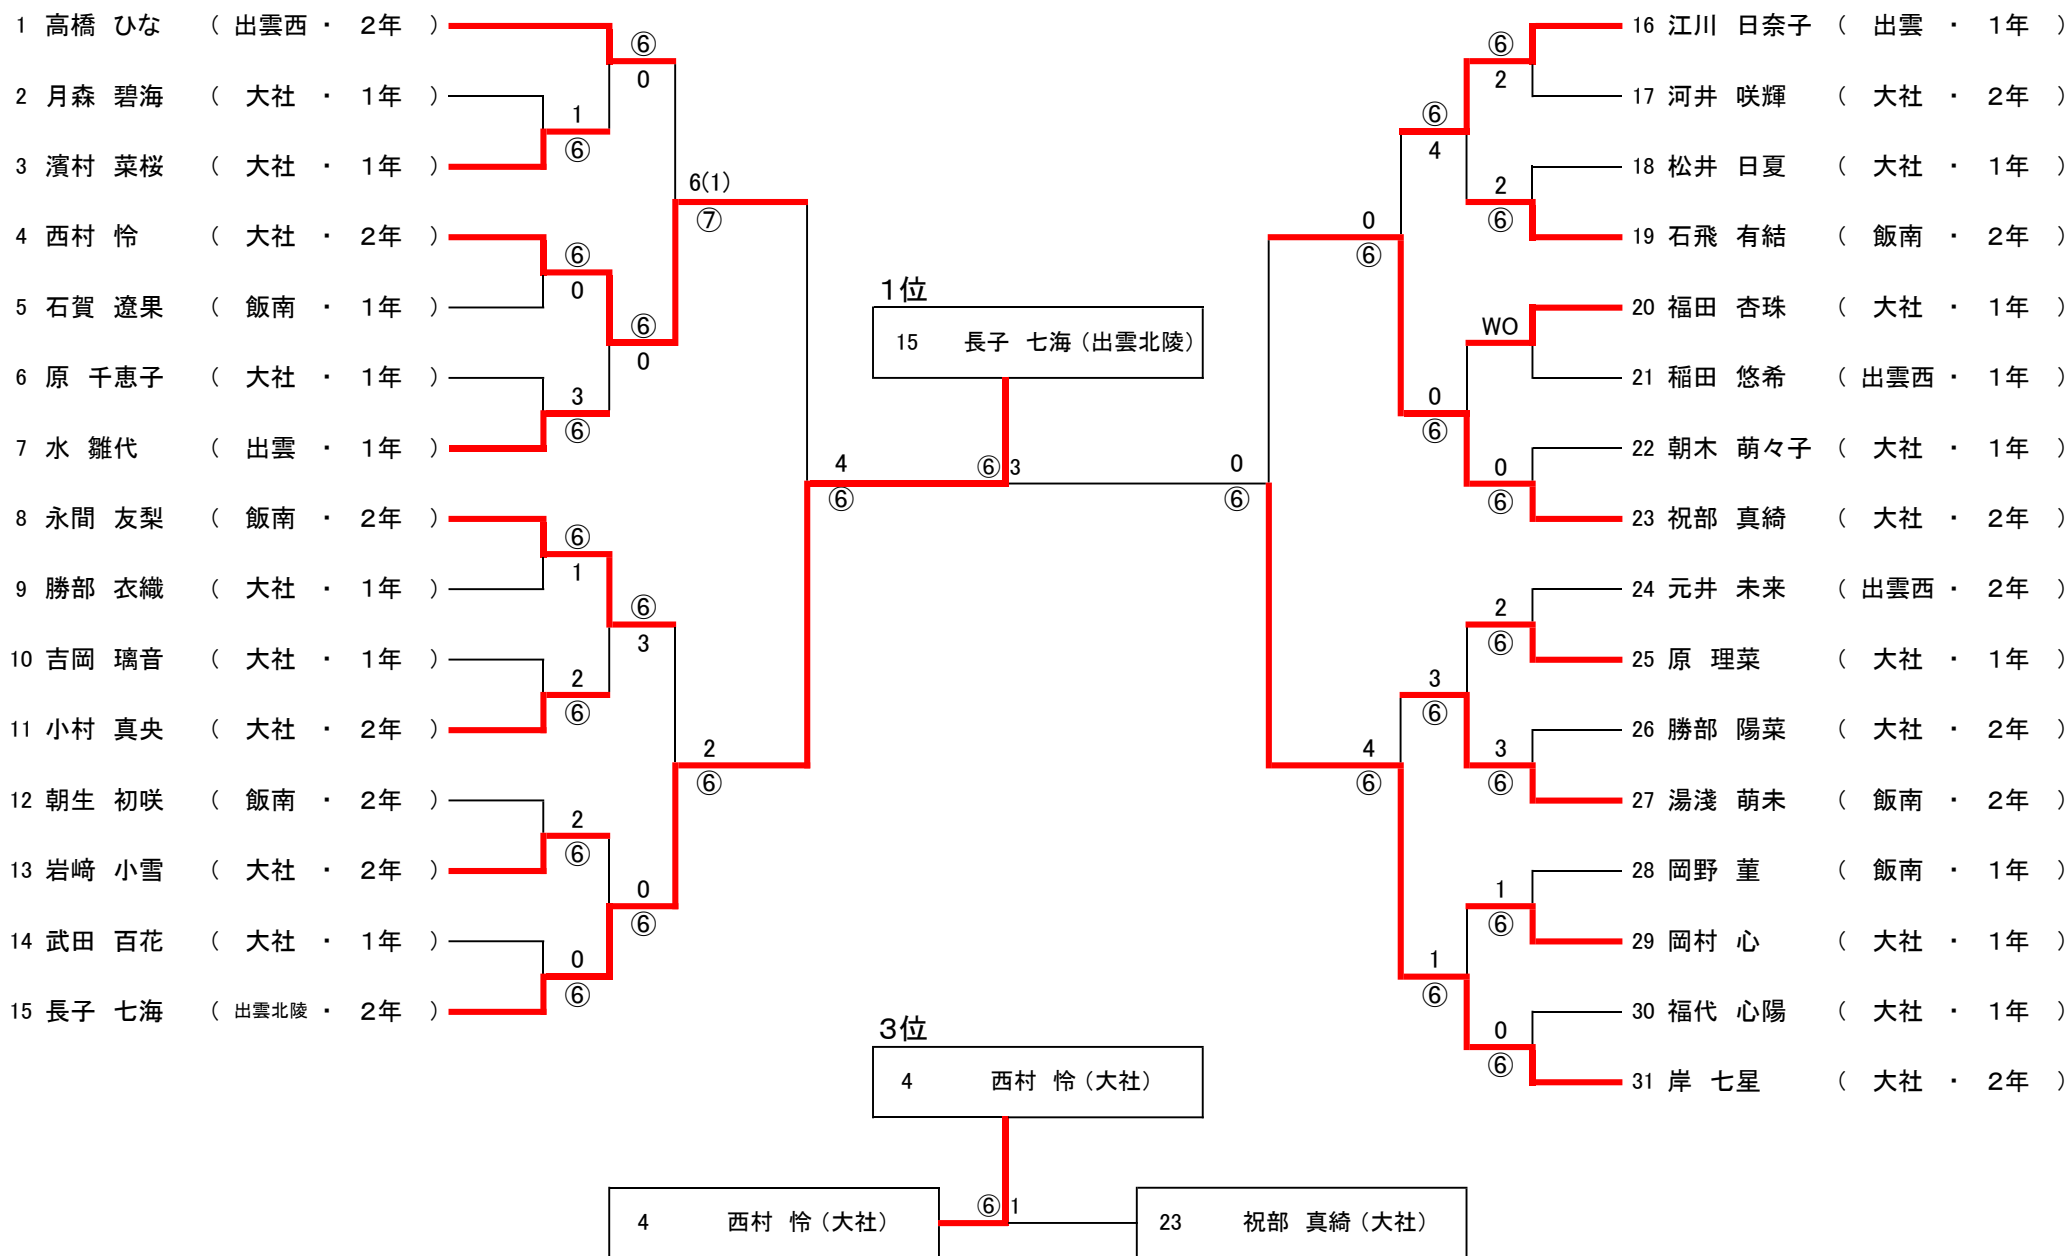 1 高橋 ひな ( 出雲西 ・ 2年 )
2 月森 碧海 ( 大社 ・ 1年 )
3 濱村 菜桜 ( 大社 ・ 1年 )
4 西村 怜 ( 大社 ・ 2年 )
5 石賀 遼果 ( 飯南 ・ 1年 )
6 原 千恵子 ( 大社 ・ 1年 )
7 水 雛代 ( 出雲 ・ 1年 )
8 永間 友梨 ( 飯南 ・ 2年 )
9 勝部 衣織 ( 大社 ・ 1年 )
10 吉岡 璃音 ( 大社 ・ 1年 )
11 小村 真央 ( 大社 ・ 2年 )
12 朝生 初咲 ( 飯南 ・ 2年 )
13 岩﨑 小雪 ( 大社 ・ 2年 )
14 武田 百花 ( 大社 ・ 1年 )
15 長子 七海 ( 出雲北陵 ・ 2年 )
1
⑥
⑥
0
3
⑥
⑥
1
2
⑥
2
⑥
0
⑥
⑥
0
⑥
0
⑥
3
0
⑥
6(1)
⑦
2
⑥
4
⑥
1位
15 長子 七海（出雲北陵）
⑥ 3
0
⑥
0
⑥
4
⑥
⑥
4
0
⑥
3
⑥
1
⑥
⑥
2
2
⑥
WO
0
⑥
2
⑥
3
⑥
1
⑥
0
⑥
16 江川 日奈子 ( 出雲 ・ 1年 )
17 河井 咲輝 ( 大社 ・ 2年 )
18 松井 日夏 ( 大社 ・ 1年 )
19 石飛 有結 ( 飯南 ・ 2年 )
20 福田 杏珠 ( 大社 ・ 1年 )
21 稲田 悠希 ( 出雲西 ・ 1年 )
22 朝木 萌々子 ( 大社 ・ 1年 )
23 祝部 真綺 ( 大社 ・ 2年 )
24 元井 未来 ( 出雲西 ・ 2年 )
25 原 理菜 ( 大社 ・ 1年 )
26 勝部 陽菜 ( 大社 ・ 2年 )
27 湯淺 萌未 ( 飯南 ・ 2年 )
28 岡野 菫 ( 飯南 ・ 1年 )
29 岡村 心 ( 大社 ・ 1年 )
30 福代 心陽 ( 大社 ・ 1年 )
31 岸 七星 ( 大社 ・ 2年 )
3位
4 西村 怜（大社）
4 西村 怜（大社）
⑥ 1
23 祝部 真綺（大社）